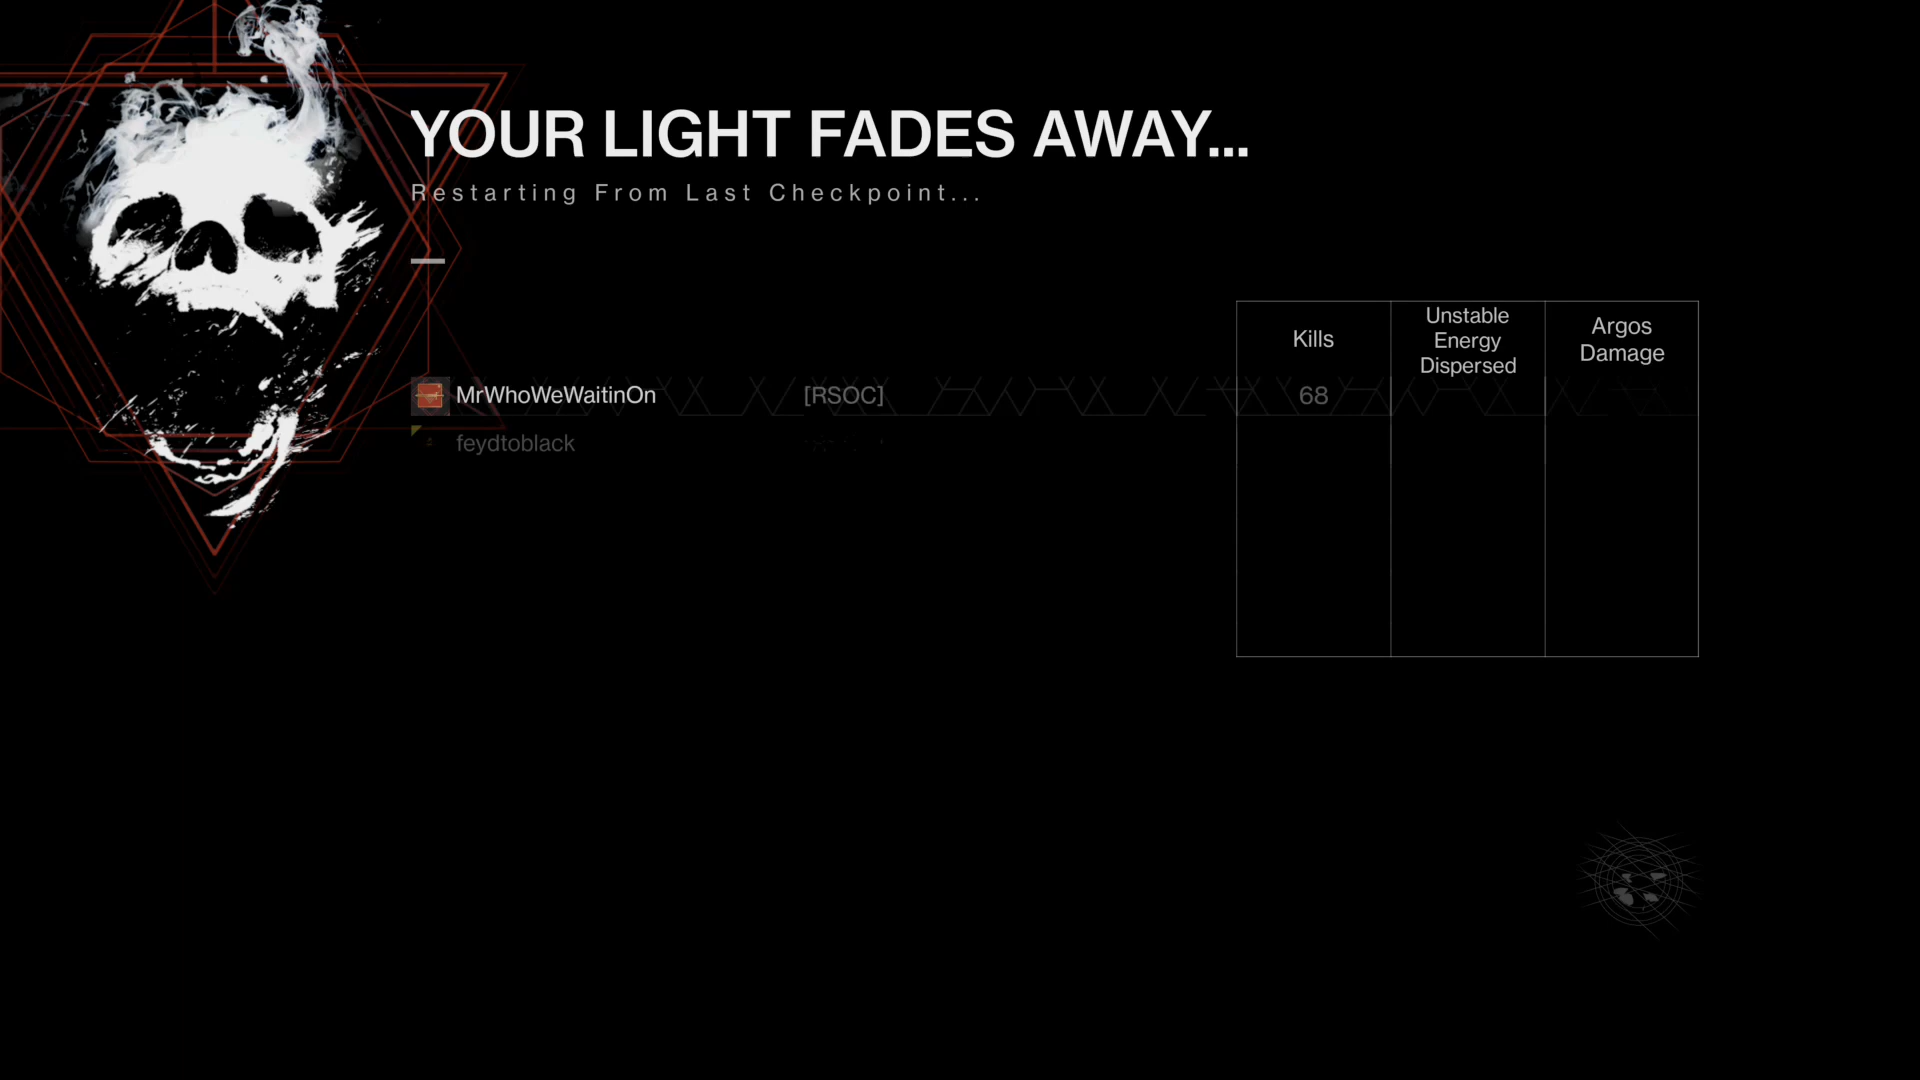 YOUR LIGHT FADES AWAY...
Restarting From Last Checkpoint...
Kills
Unstable
Energy
Dispersed
Argos
Damage
MrWhoWeWaitinOn [RSOC] 68
feydtoblack